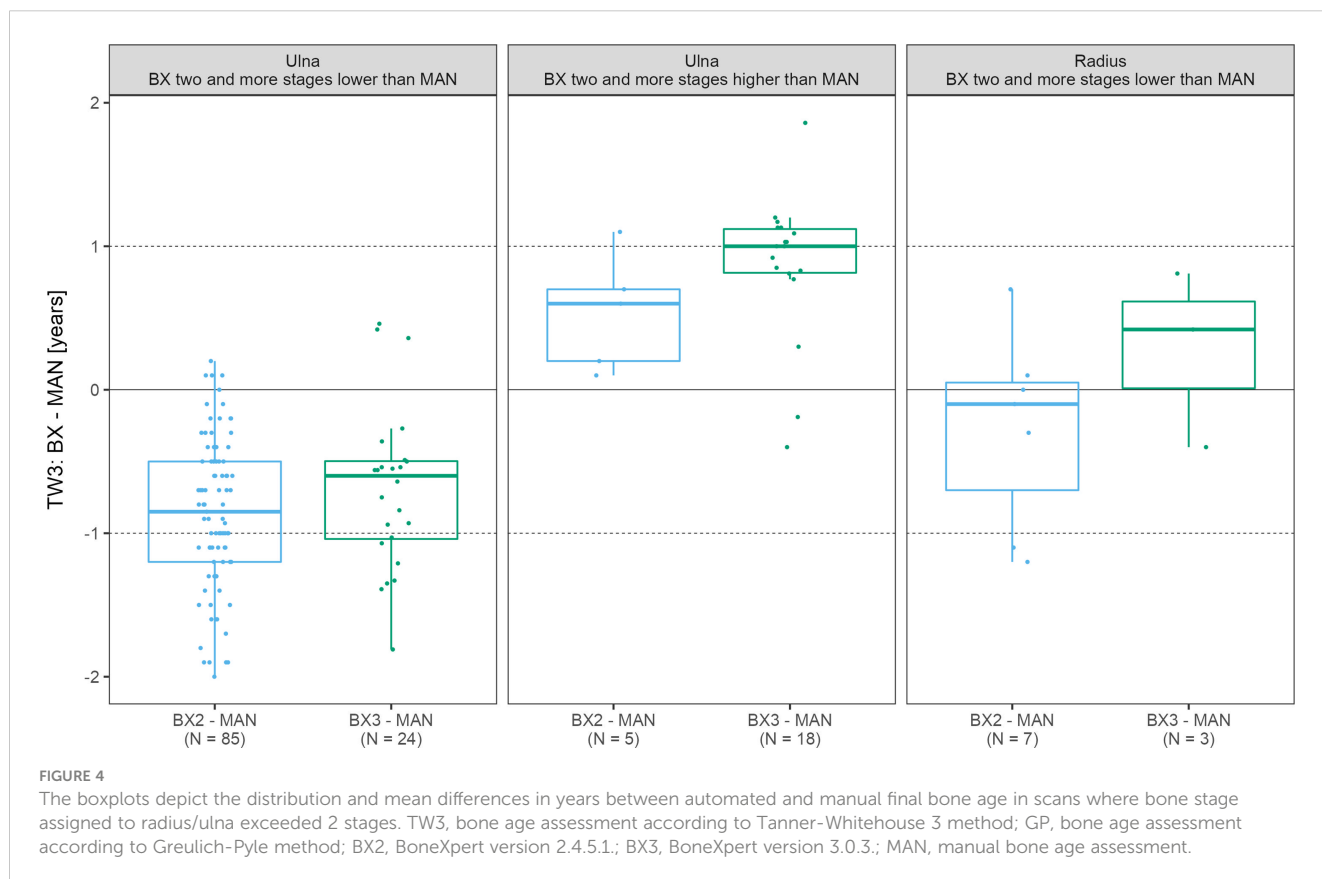 Ulna
BX two and more stages lower than MAN
Ulna
BX two and more stages higher than MAN
Radius
BX two and more stages lower than MAN
TW3: BX - MAN [years]
2
1
0
-1
-2
BX2 - MAN
(N = 85)
BX3 - MAN
(N = 24)
BX2 - MAN
(N = 5)
BX3 - MAN
(N = 18)
BX2 - MAN
(N = 7)
BX3 - MAN
(N = 3)
FIGURE 4
The boxplots depict the distribution and mean differences in years between automated and manual final bone age in scans where bone stage
assigned to radius/ulna exceeded 2 stages. TW3, bone age assessment according to Tanner-Whitehouse 3 method; GP, bone age assessment
according to Greulich-Pyle method; BX2, BoneXpert version 2.4.5.1.; BX3, BoneXpert version 3.0.3.; MAN, manual bone age assessment.